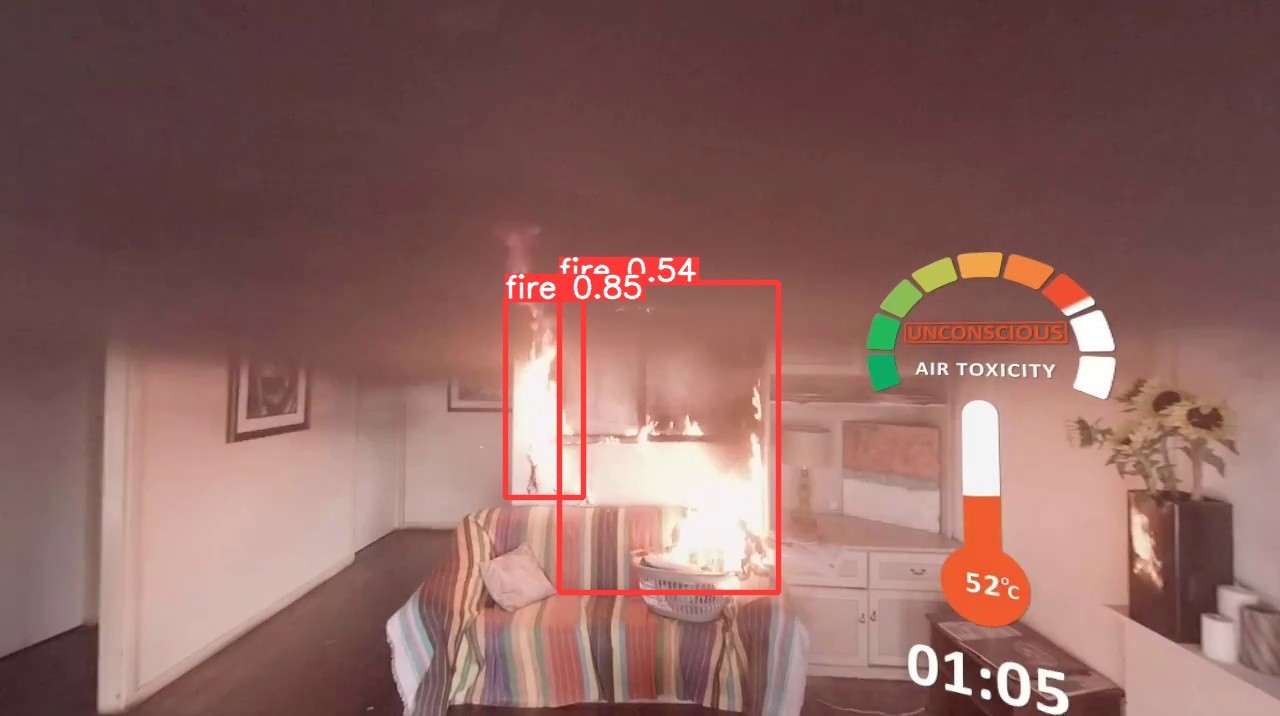 fire 0.54
fire 0.85
UNCONSCIOUS
AIR TOXICITY
52°C
01:05